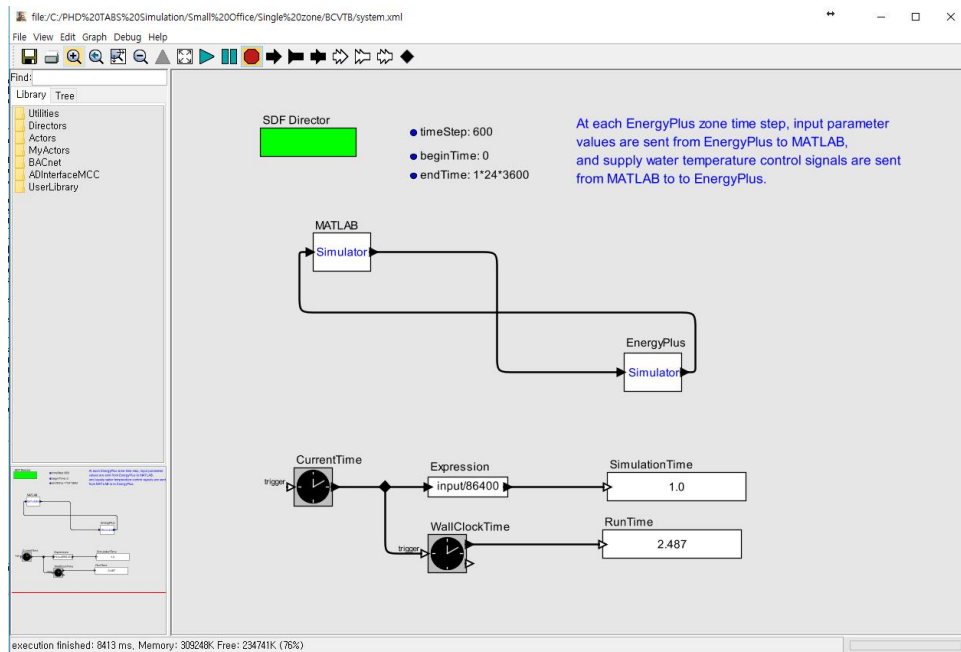 file:/C:/PHD%20TABS%20Simulation/Small%20Office/Single%20zone/BCVTB/system.xml
File View Edit Graph Debug Help
Find:
Library Tree
Utilities
Directors
Actors
MyActors
BACnet
ADInterfaceMCC
UserLibrary
SDF Director
timeStep: 600
beginTime: 0
endTime: 1*24*3600
At each EnergyPlus zone time step, input parameter
values are sent from EnergyPlus to MATLAB,
and supply water temperature control signals are sent
from MATLAB to to EnergyPlus.
MATLAB
Simulator
EnergyPlus
Simulator
CurrentTime
trigger
Expression
input/86400
SimulationTime
1.0
WallClockTime
trigger
RunTime
2.487
execution finished: 8413 ms, Memory: 309248K Free: 234741K (76%)